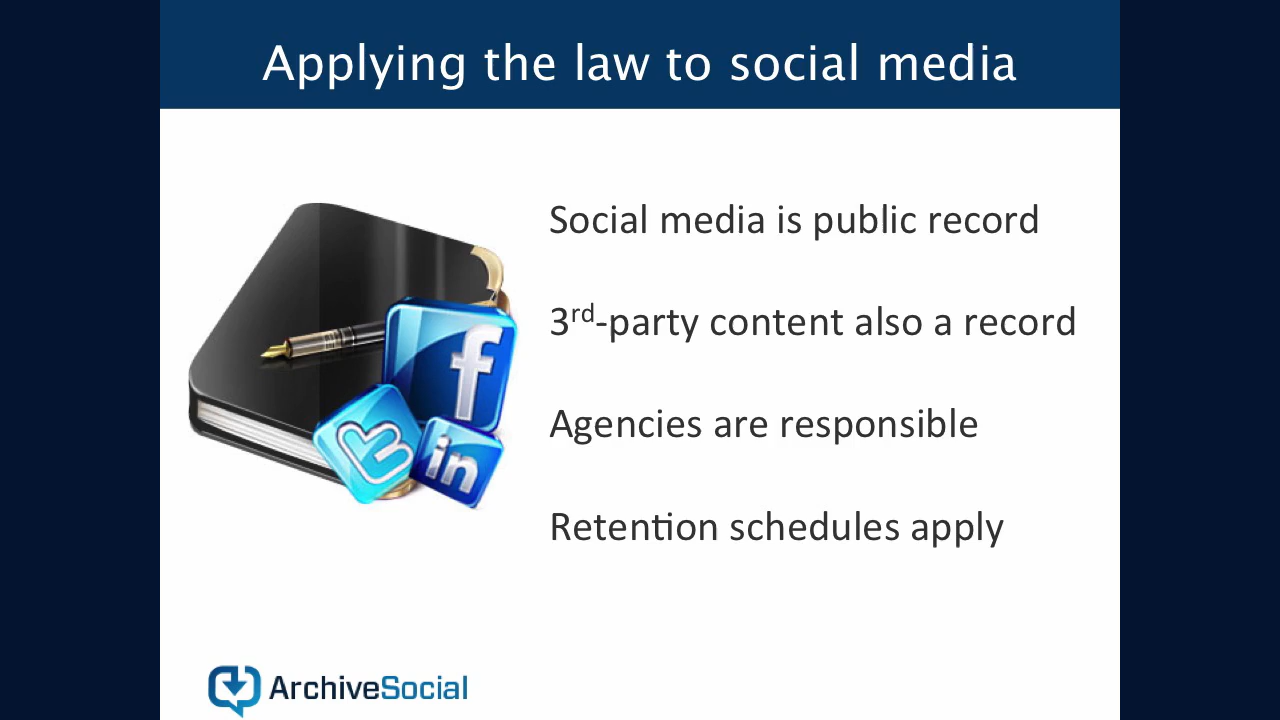 Applying the law to social media
Social media is public record
3rd-party content also a record
Agencies are responsible
Retention schedules apply
f
t
in
ArchiveSocial